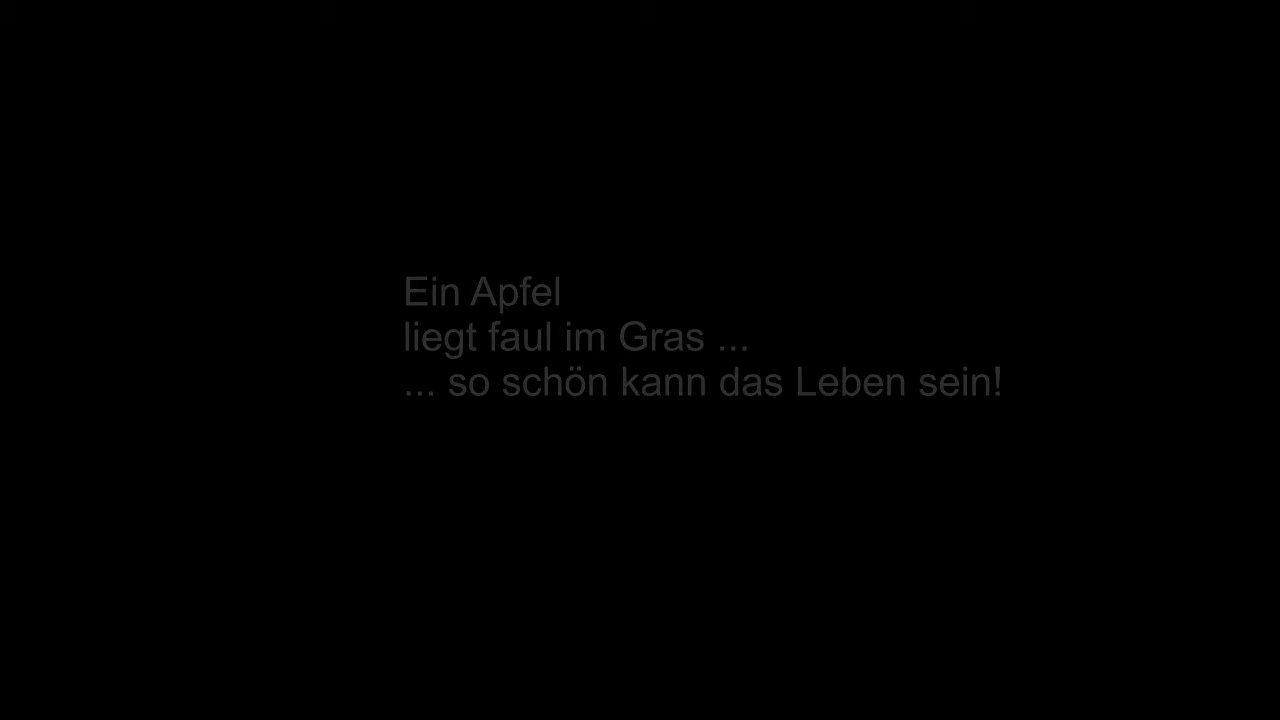 Ein Apfel
liegt faul im Gras ...
... so schön kann das Leben sein!